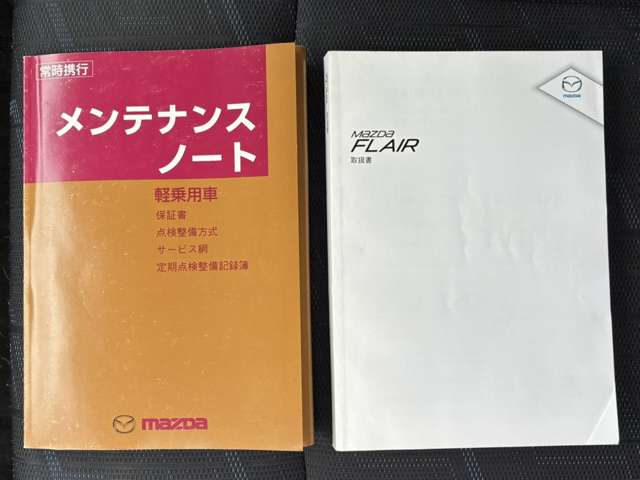 常時携行
メンテナンス
ノート
軽乗用車
保証書
点検整備方式
サービス網
定期点検整備記録簿
mazda
mazda
mazda
FLAIR
取扱書